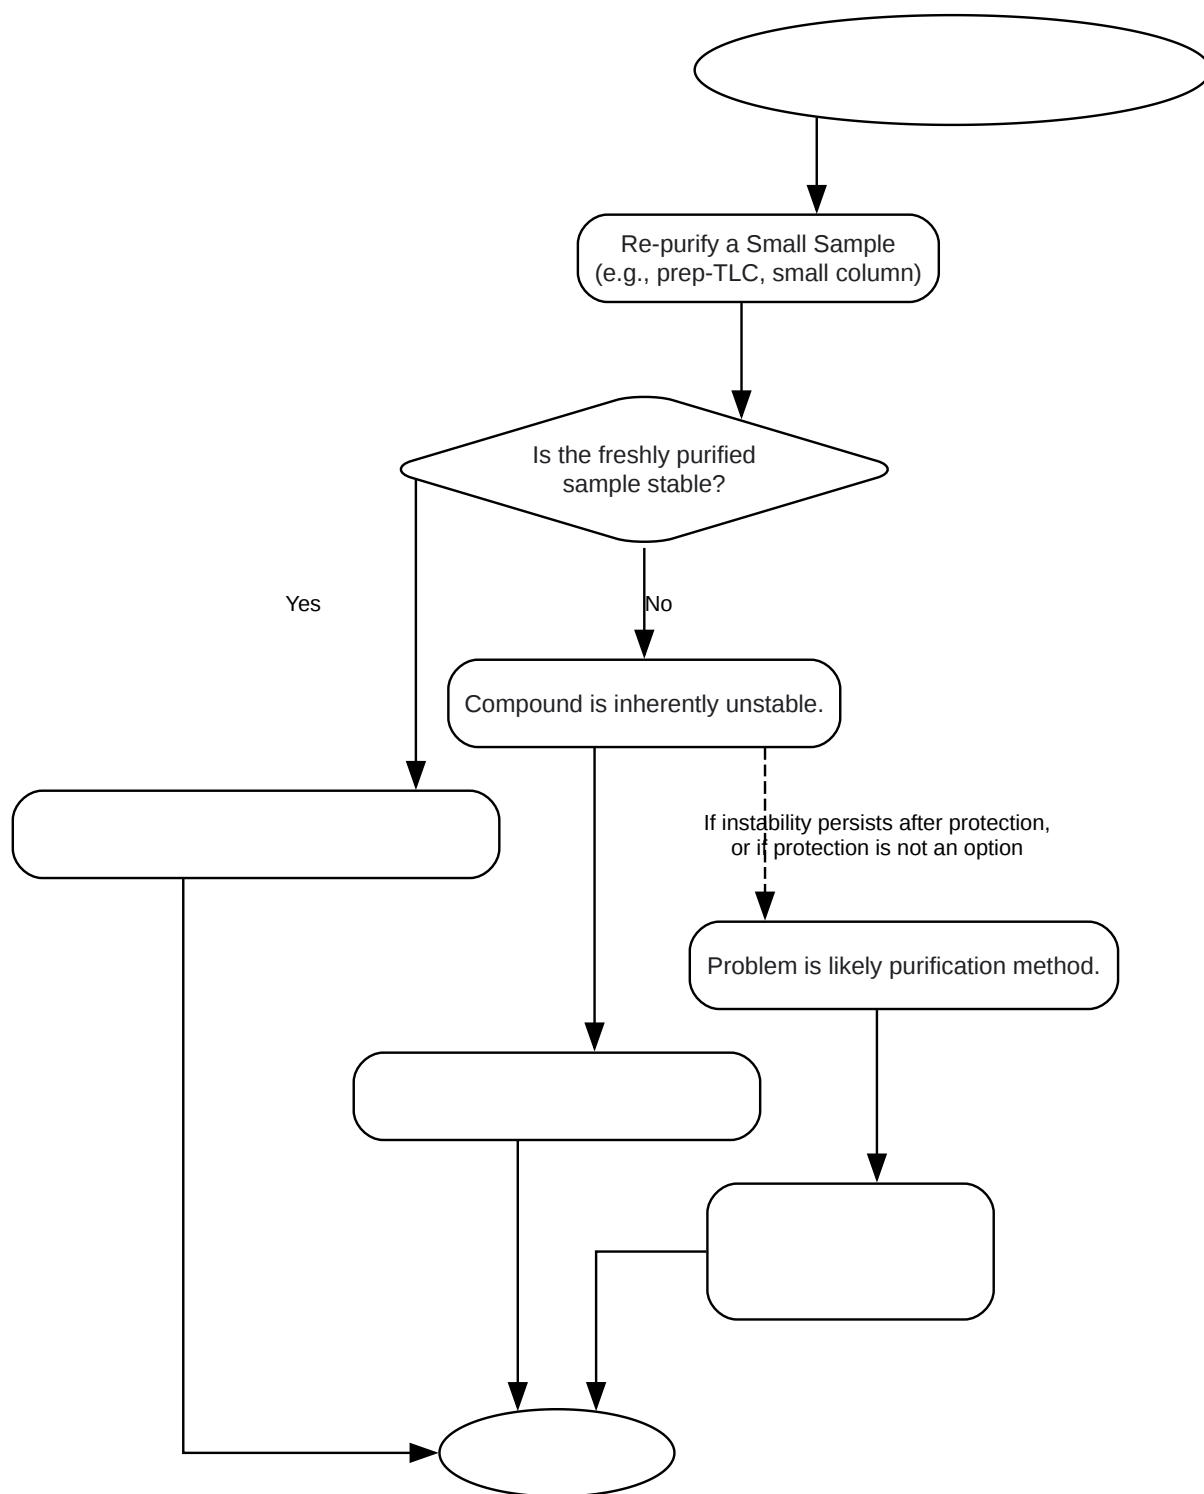 Re-purify a Small Sample
(e.g., prep-TLC, small column)
Is the freshly purified
sample stable?
Yes
No
Compound is inherently unstable.
If instability persists after protection,
or if protection is not an option
Problem is likely purification method.